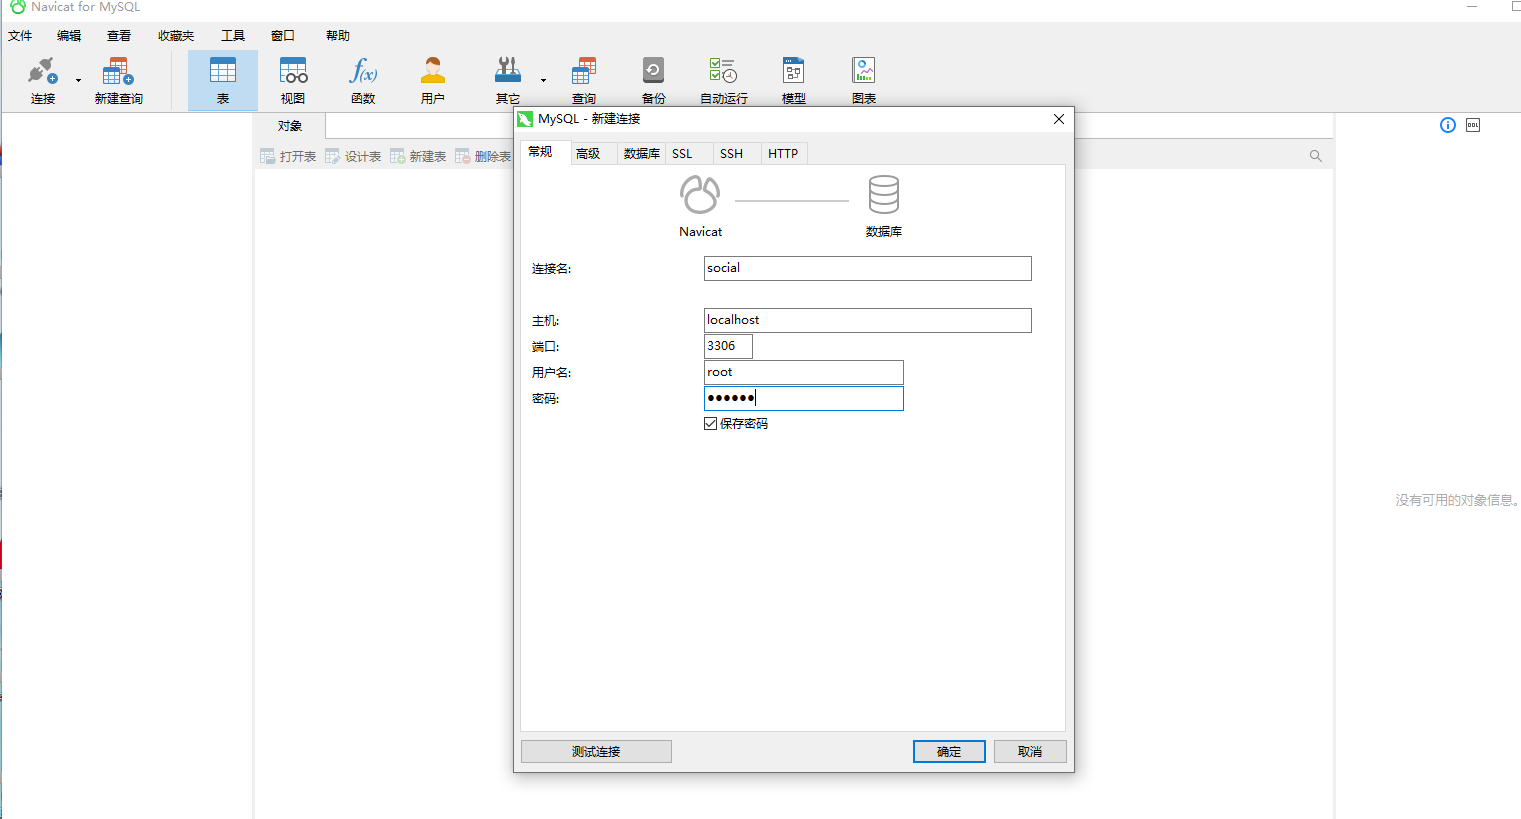 Navicat for MySQL
文件 编辑 查看 收藏夹 工具 窗口 帮助
连接 新建查询 表 视图 函数 用户 其它 查询 备份 自动运行 模型 图表
f(x)
对象
打开表 设计表 新建表 删除表
DDL
MySQL - 新建连接
常规 高级 数据库 SSL SSH HTTP
Navicat 数据库
连接名: social
主机: localhost
端口: 3306
用户名: root
密码: ●●●●●●
保存密码
没有可用的对象信息。
测试连接 确定 取消